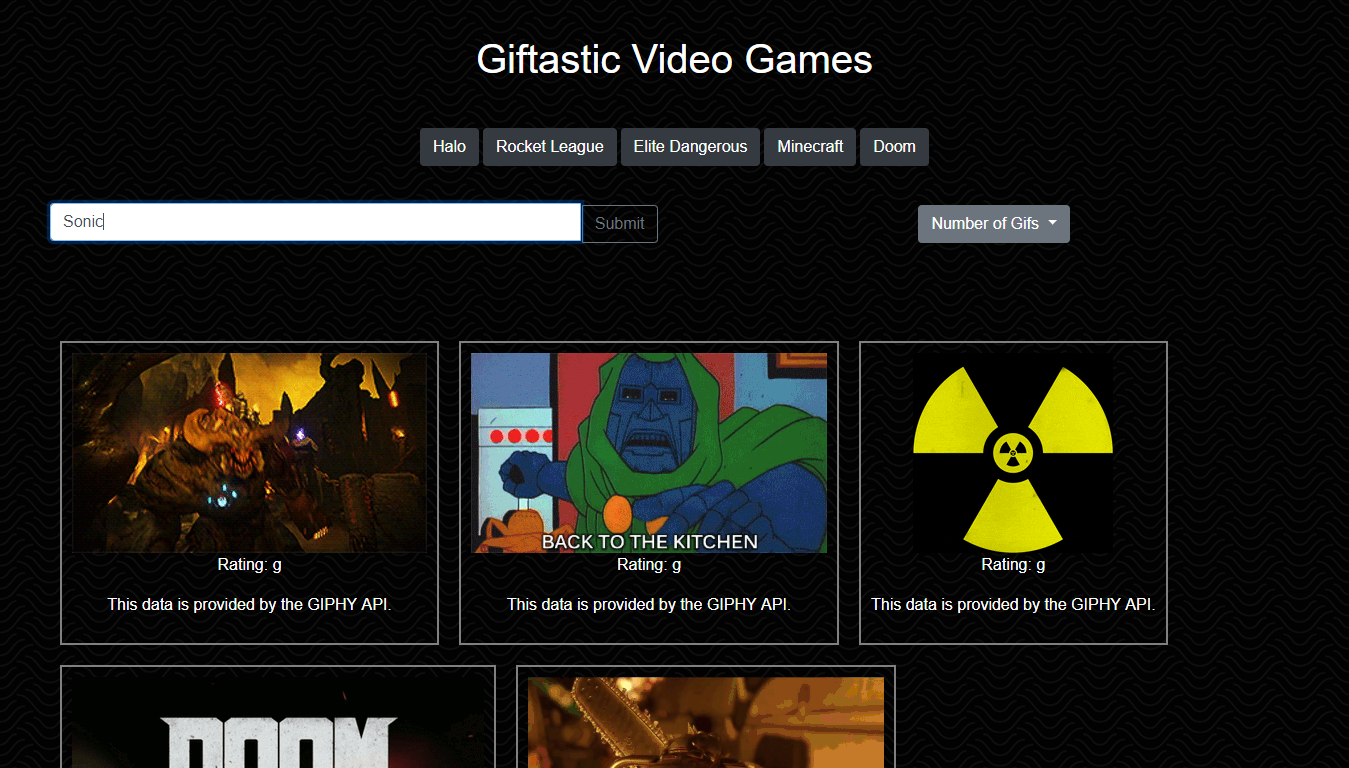 Giftastic Video Games
Halo Rocket League Elite Dangerous Minecraft Doom
Sonic Submit Number of Gifs
BACK TO THE KITCHEN
Rating: g Rating: g Rating: g
This data is provided by the GIPHY API. This data is provided by the GIPHY API. This data is provided by the GIPHY API.
DOOM